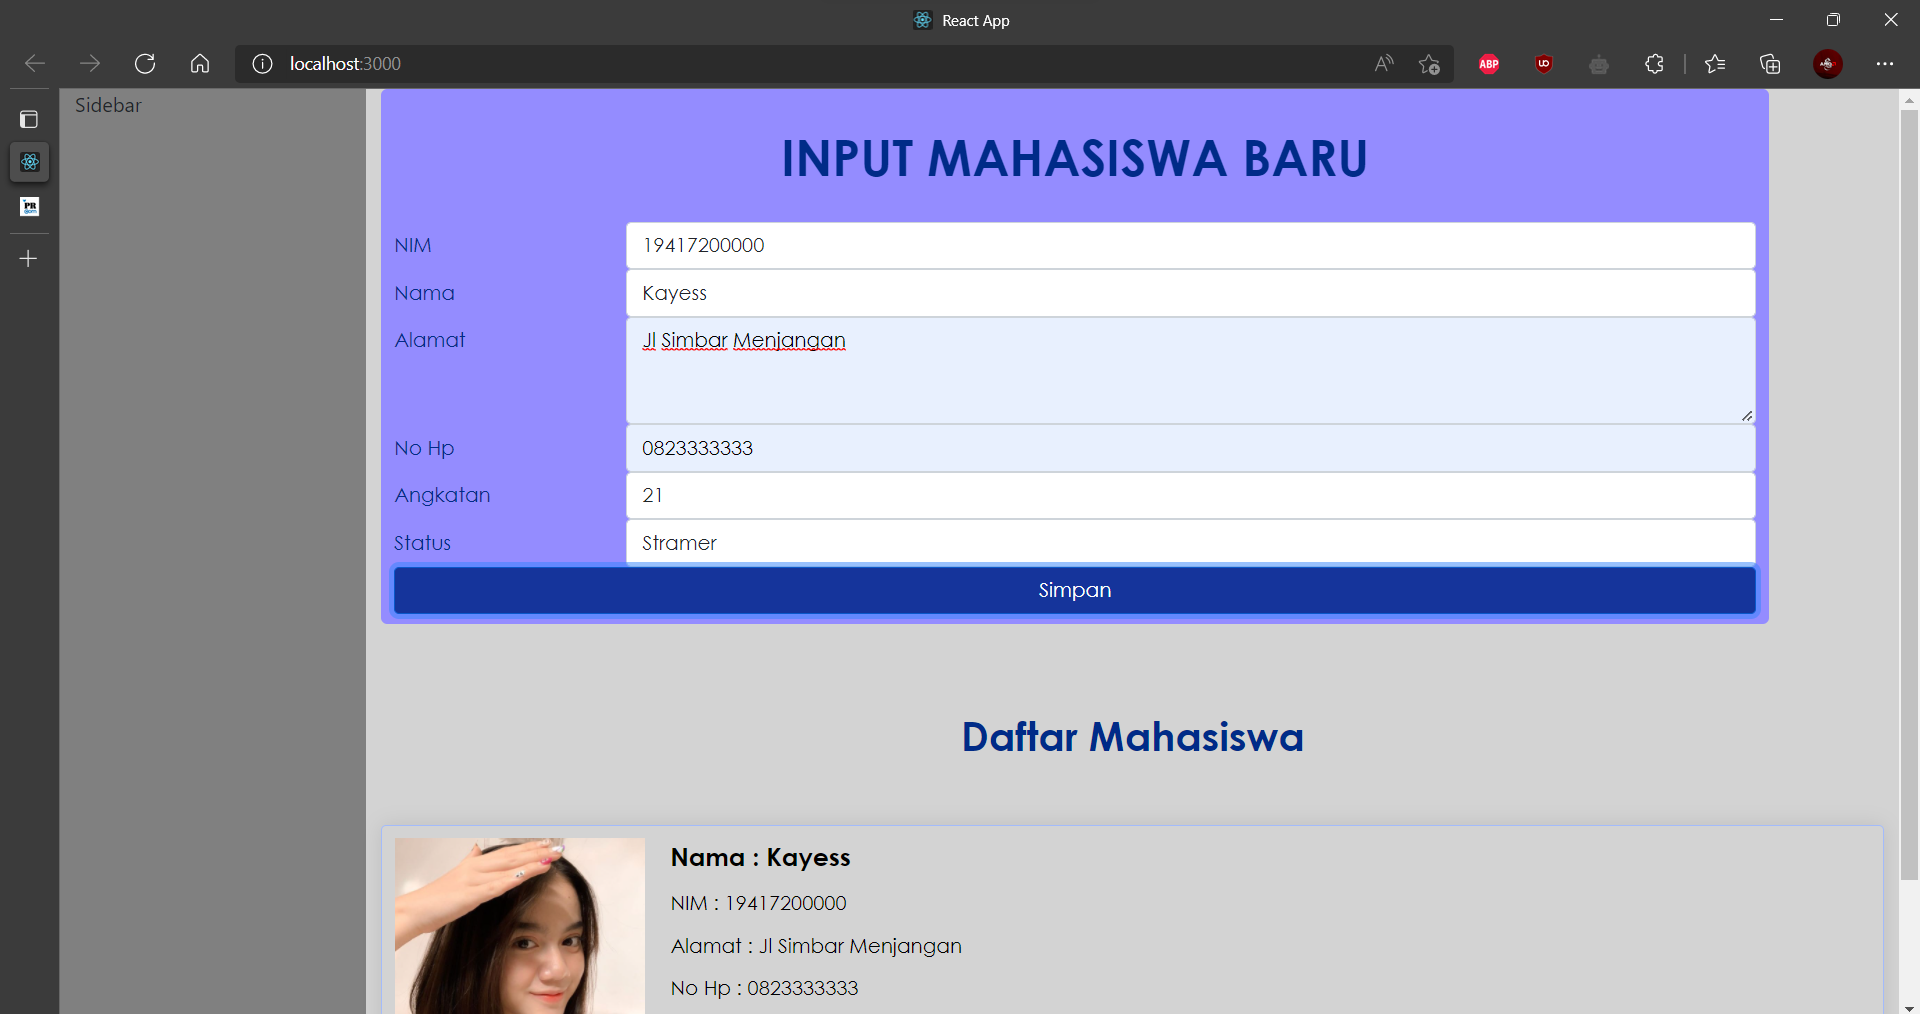 React App
localhost:3000
ABP
Sidebar
INPUT MAHASISWA BARU
NIM 19417200000
Nama Kayess
Alamat Jl Simbar Menjangan
No Hp 0823333333
Angkatan 21
Status Stramer
Simpan
Daftar Mahasiswa
Nama : Kayess
NIM : 19417200000
Alamat : Jl Simbar Menjangan
No Hp : 0823333333